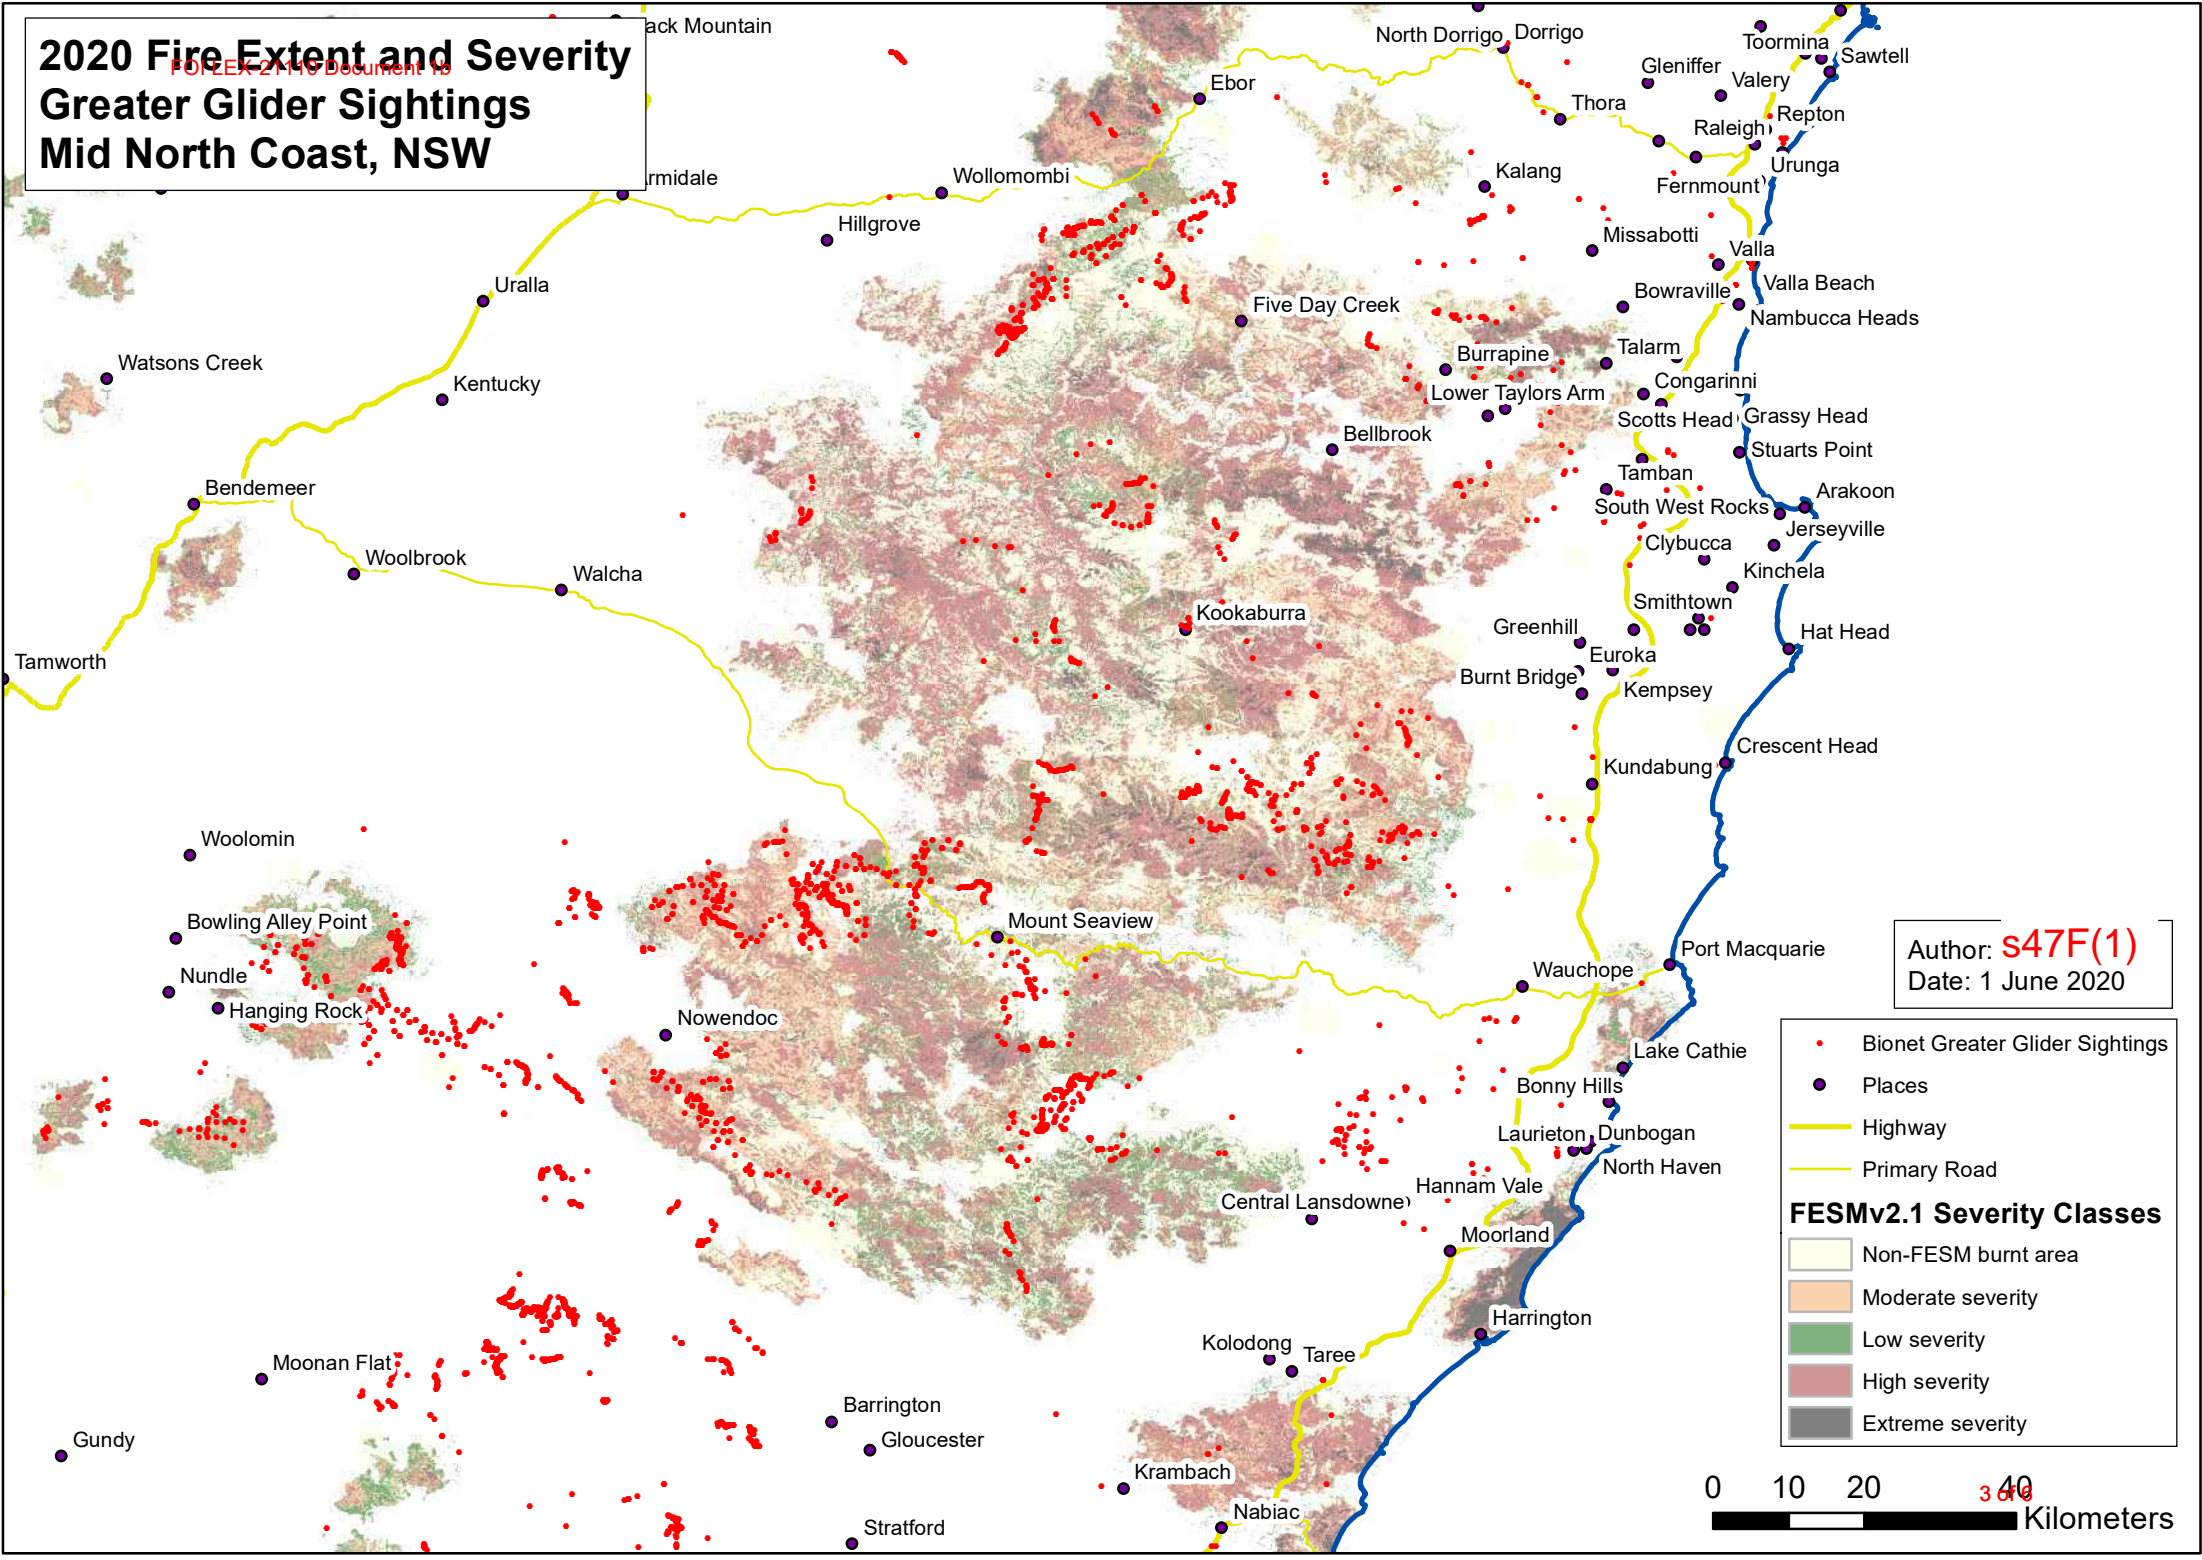 2020 Fire Extent and Severity
FOI LEX-21110 Document 1b
Greater Glider Sightings
Mid North Coast, NSW
ack Mountain
North Dorrigo
Dorrigo
Toormina
Sawtell
Gleniffer
Valery
Ebor
Thora
Repton
Raleigh
Urunga
Armidale
Wollomombi
Kalang
Fernmount
Hillgrove
Missabotti
Valla
Uralla
Valla Beach
Five Day Creek
Bowraville
Nambucca Heads
Watsons Creek
Burrapine
Talarm
Kentucky
Lower Taylors Arm
Congarinni
Scotts Head
Grassy Head
Bellbrook
Stuarts Point
Bendemeer
Tamban
Arakoon
South West Rocks
Jerseyville
Woolbrook
Walcha
Clybucca
Kinchela
Kookaburra
Smithtown
Greenhill
Hat Head
Tamworth
Euroka
Burnt Bridge
Kempsey
Crescent Head
Kundabung
Woolomin
Bowling Alley Point
Mount Seaview
Port Macquarie
Nundle
Wauchope
Hanging Rock
Nowendoc
Lake Cathie
Bonny Hills
Laurieton
Dunbogan
North Haven
Hannam Vale
Central Lansdowne
Moorland
Harrington
Kolodong
Taree
Moonan Flat
Barrington
Gloucester
Gundy
Krambach
Nabiac
Stratford
Author: s47F(1)
Date: 1 June 2020
Bionet Greater Glider Sightings
Places
Highway
Primary Road
FESMv2.1 Severity Classes
Non-FESM burnt area
Moderate severity
Low severity
High severity
Extreme severity
0 10 20 40
3 of 6
Kilometers